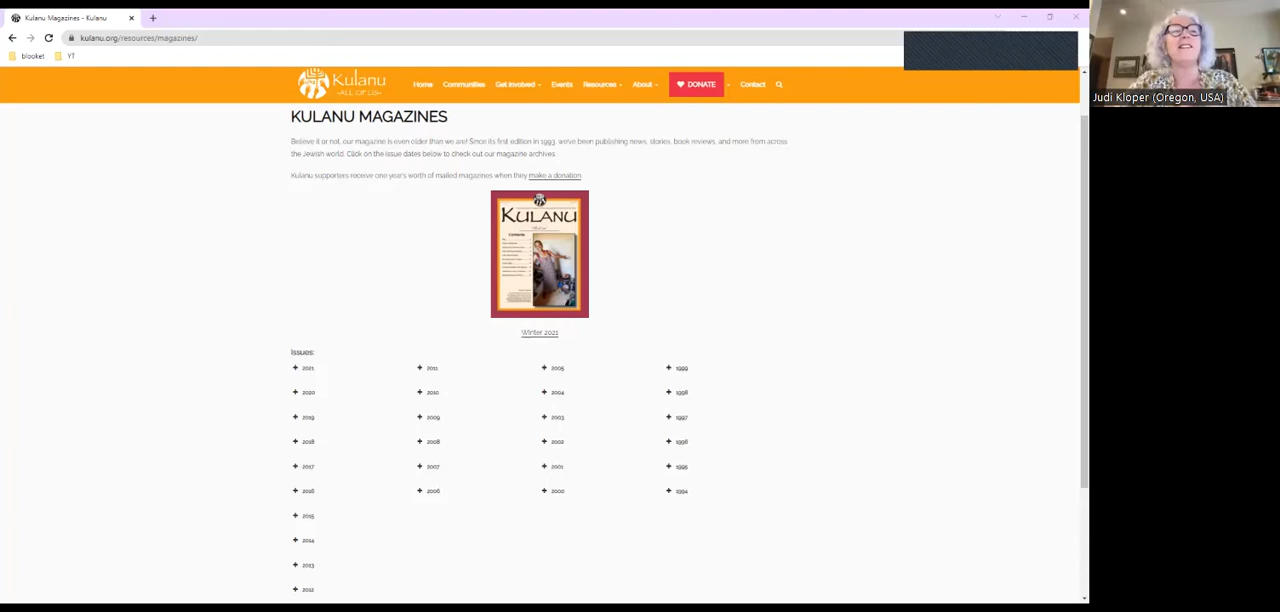 Kulanu Magazines - Kulanu
kulanu.org/resources/magazines/
blooket YT
Kulanu
ALL OF US
Home Communities Get Involved Events Resources About DONATE Contact
KULANU MAGAZINES
Believe it or not, our magazine is even older than we are! Since its first edition in 1993, we've been publishing news, stories, book reviews, and more from across
the Jewish world. Click on the issue dates below to check out our magazine archives.
Kulanu supporters receive one year's worth of mailed magazines when they make a donation.
KULANU
Contents
Winter 2021
Issues:
2021 2011 2005 1999
2020 2010 2004 1998
2019 2009 2003 1997
2018 2008 2002 1996
2017 2007 2001 1995
2016 2006 2000 1994
2015
2014
2013
2012
Judi Kloper (Oregon, USA)